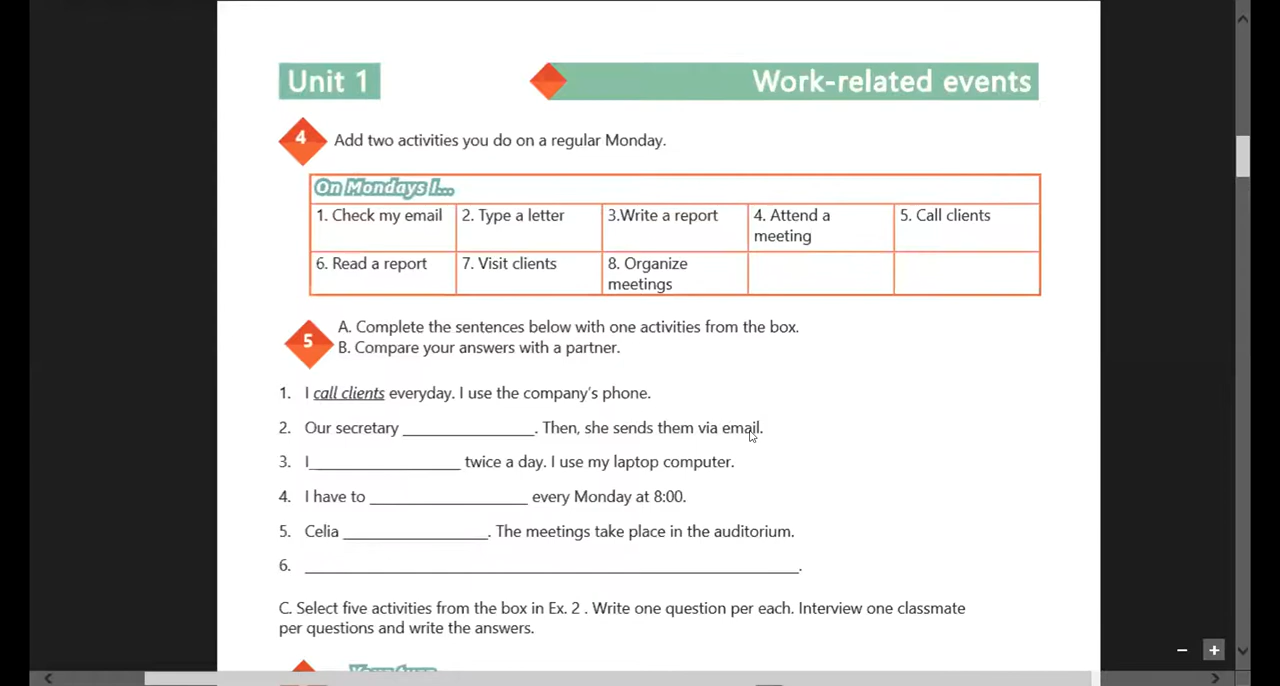 Unit 1
Work-related events
4 Add two activities you do on a regular Monday.
On Mondays I...
1. Check my email 2. Type a letter 3.Write a report 4. Attend a meeting 5. Call clients
6. Read a report 7. Visit clients 8. Organize meetings
5 A. Complete the sentences below with one activities from the box.
B. Compare your answers with a partner.
1. I call clients everyday. I use the company's phone.
2. Our secretary ______________. Then, she sends them via email.
3. I_________________ twice a day. I use my laptop computer.
4. I have to _________________ every Monday at 8:00.
5. Celia ________________. The meetings take place in the auditorium.
6. _______________________________________________________.
C. Select five activities from the box in Ex. 2 . Write one question per each. Interview one classmate
per questions and write the answers.